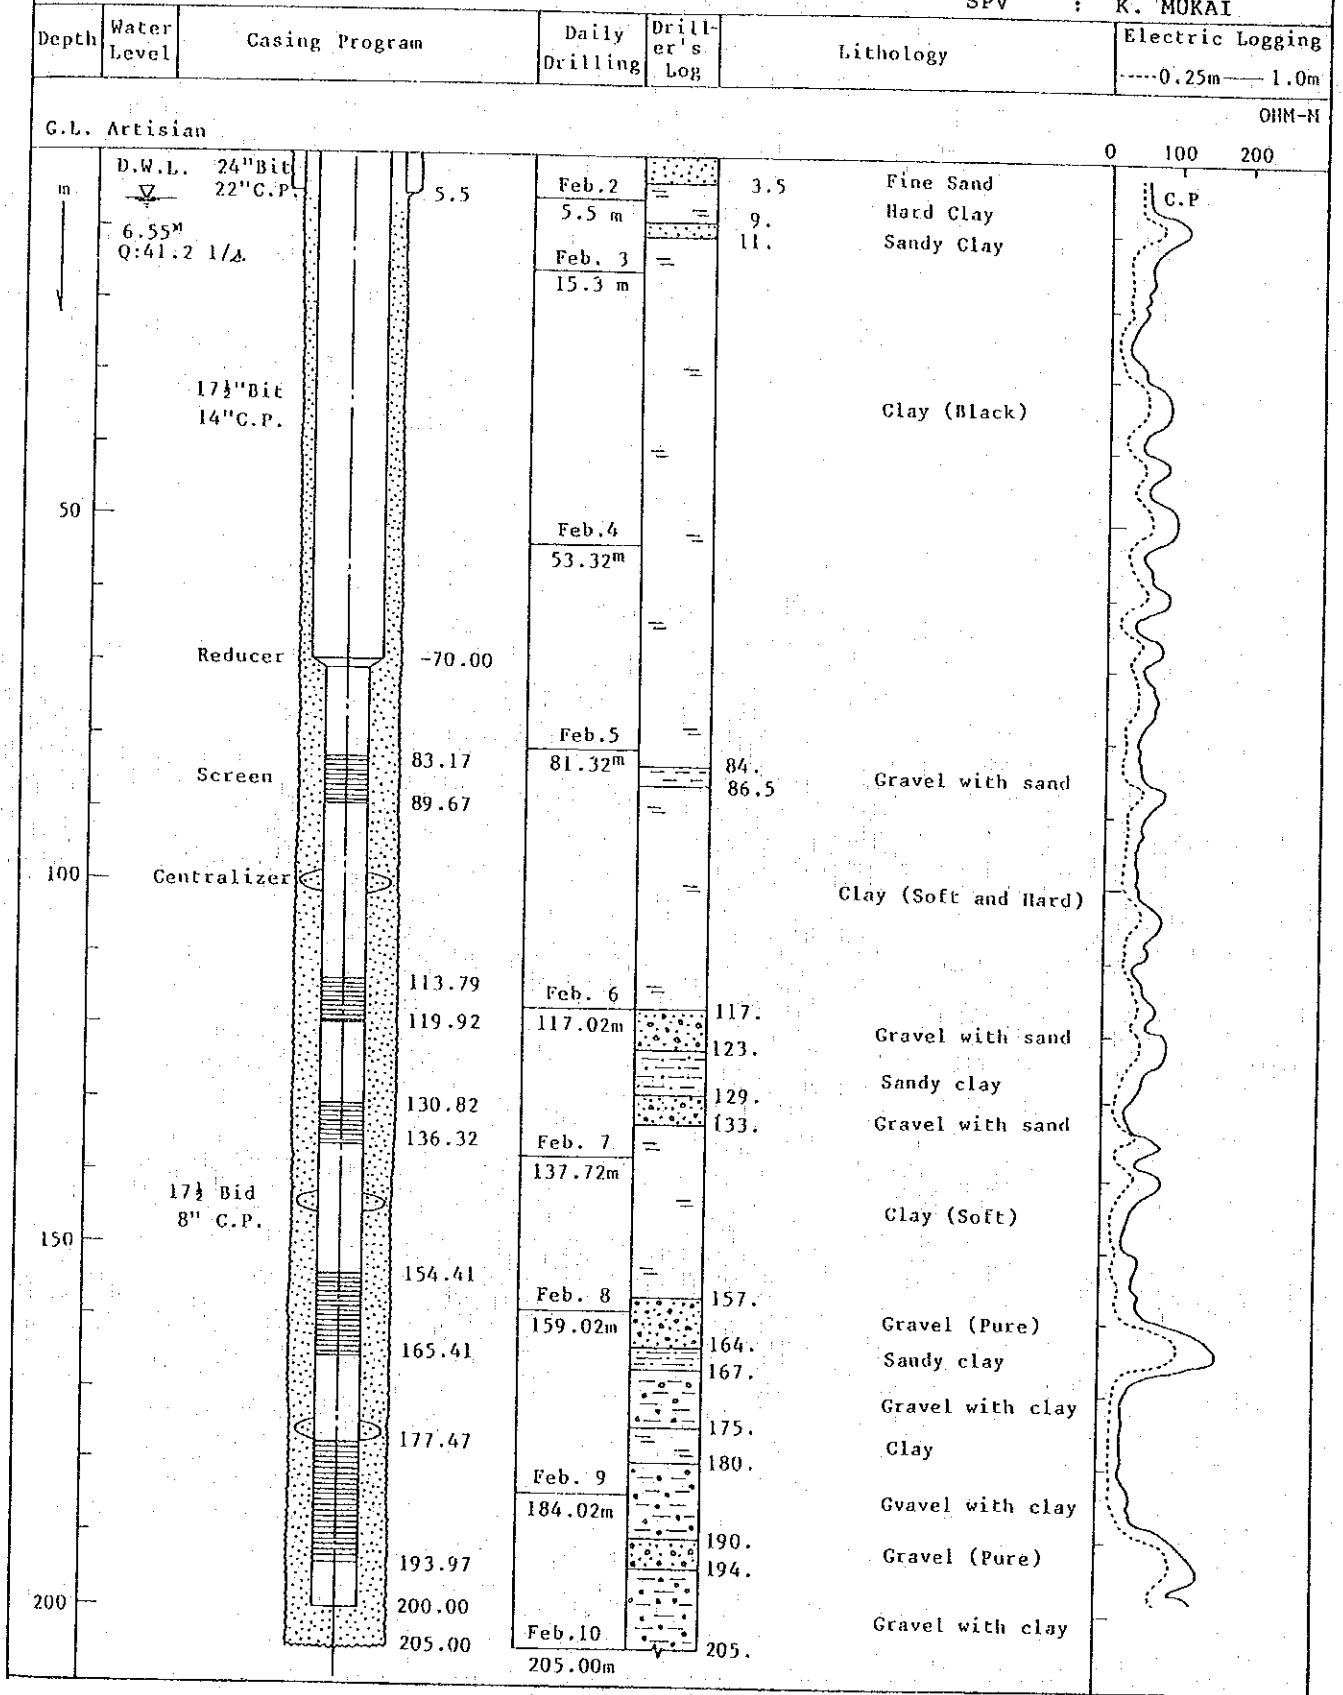 SPV : K. MUKAI
Depth
Water Level
Casing Program
Daily Drilling
Drill-er's Log
Lithology
Electric Logging
-----0.25m—— 1.0m
OHM-M
G.L. Artisian
0 100 200
D.W.L. 24"Bit
22"C.P.
m
5.5
6.55M
Q:41.2 l/s
Feb.2
5.5 m
3.5
Fine Sand
C.P
9.
Hard Clay
11.
Sandy Clay
Feb. 3
15.3 m
17½"Bit
14"C.P.
Clay (Black)
50
Feb.4
53.32m
Reducer
-70.00
Feb.5
81.32m
Screen
83.17
89.67
84.
86.5
Gravel with sand
100
Centralizer
Clay (Soft and Hard)
113.79
119.92
Feb. 6
117.02m
117.
Gravel with sand
123.
Sandy clay
129.
130.82
136.32
133.
Gravel with sand
Feb. 7
137.72m
17½ Bid
8" C.P.
Clay (Soft)
150
154.41
165.41
Feb. 8
159.02m
157.
Gravel (Pure)
164.
Sandy clay
167.
Gravel with clay
175.
177.47
Clay
180.
Feb. 9
184.02m
Gvavel with clay
190.
Gravel (Pure)
193.97
194.
200
200.00
205.00
Gravel with clay
Feb.10
205.00m
205.